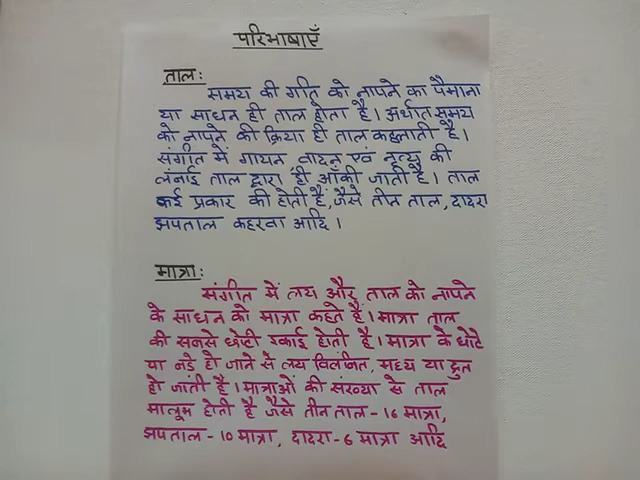 परिभाषाएँ
ताल:
समय की गति को नापने का पैमाना
या साधन ही ताल होता है। अर्थात समय
को नापने की क्रिया ही ताल कहलाती है।
संगीत में गायन वादन एवं नृत्य की
लंबाई ताल द्वारा ही आँकी जाती है। ताल
कई प्रकार की होती हैं, जैसे तीन ताल, दादरा
झपताल कहरवा आदि।
मात्रा:
संगीत में लय और ताल को नापने
के साधन को मात्रा कहते हैं। मात्रा ताल
की सबसे छोटी इकाई होती है। मात्रा के छोटे
या बड़े हो जाने से लय विलंबित, मध्य या द्रुत
हो जाती है। मात्राओं की संख्या से ताल
मालूम होती है जैसे तीन ताल - 16 मात्रा,
झपताल - 10 मात्रा, दादरा - 6 मात्रा आदि